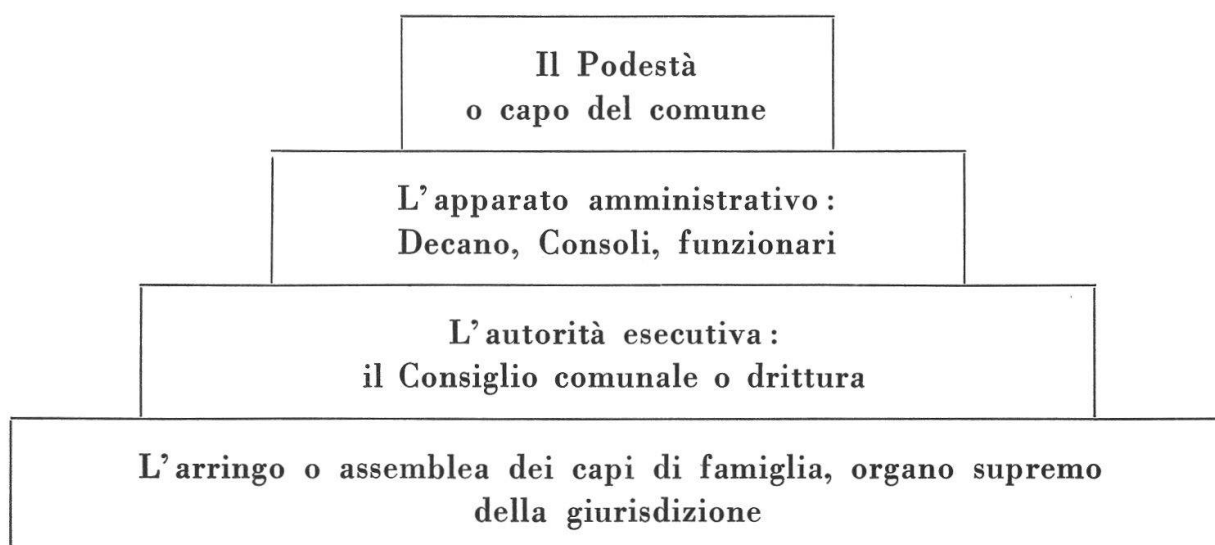 Il Podestà
o capo del comune
L'apparato amministrativo:
Decano, Consoli, funzionari
L'autorità esecutiva:
il Consiglio comunale o drittura
L'arringo o assemblea dei capi di famiglia, organo supremo
della giurisdizione